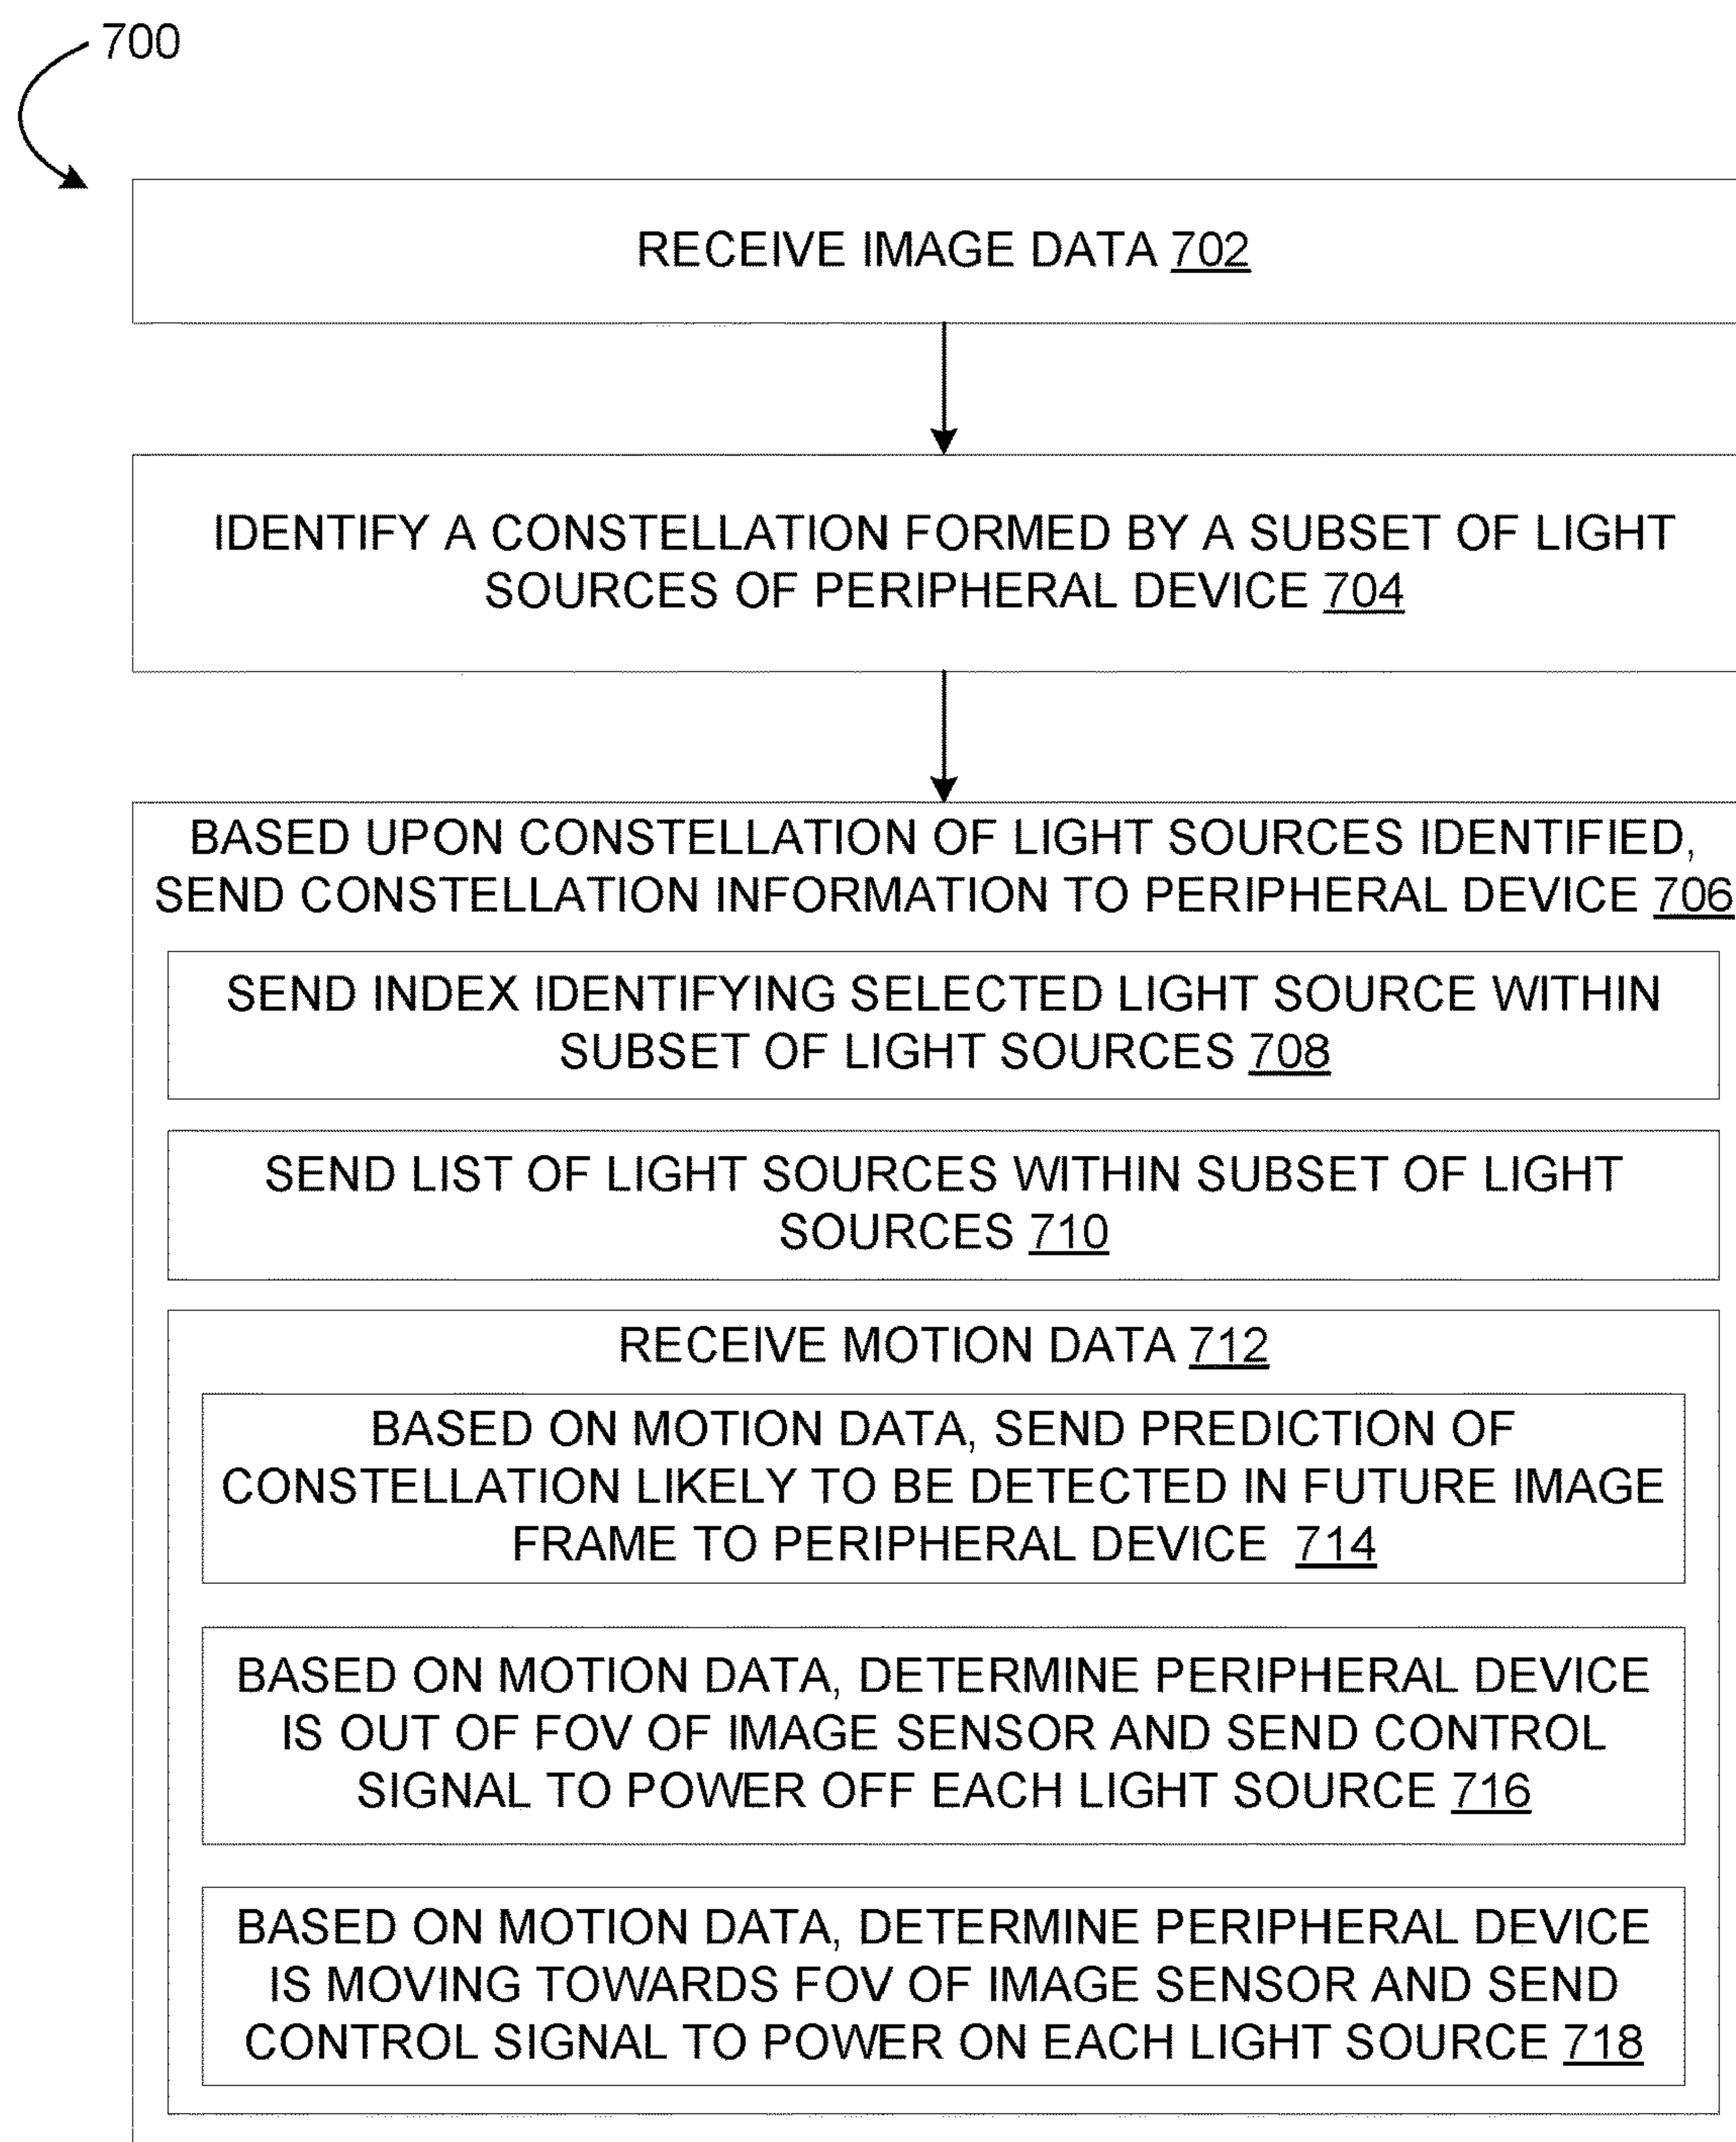 700
RECEIVE IMAGE DATA 702
IDENTIFY A CONSTELLATION FORMED BY A SUBSET OF LIGHT
SOURCES OF PERIPHERAL DEVICE 704
BASED UPON CONSTELLATION OF LIGHT SOURCES IDENTIFIED,
SEND CONSTELLATION INFORMATION TO PERIPHERAL DEVICE 706
SEND INDEX IDENTIFYING SELECTED LIGHT SOURCE WITHIN
SUBSET OF LIGHT SOURCES 708
SEND LIST OF LIGHT SOURCES WITHIN SUBSET OF LIGHT
SOURCES 710
RECEIVE MOTION DATA 712
BASED ON MOTION DATA, SEND PREDICTION OF
CONSTELLATION LIKELY TO BE DETECTED IN FUTURE IMAGE
FRAME TO PERIPHERAL DEVICE 714
BASED ON MOTION DATA, DETERMINE PERIPHERAL DEVICE
IS OUT OF FOV OF IMAGE SENSOR AND SEND CONTROL
SIGNAL TO POWER OFF EACH LIGHT SOURCE 716
BASED ON MOTION DATA, DETERMINE PERIPHERAL DEVICE
IS MOVING TOWARDS FOV OF IMAGE SENSOR AND SEND
CONTROL SIGNAL TO POWER ON EACH LIGHT SOURCE 718